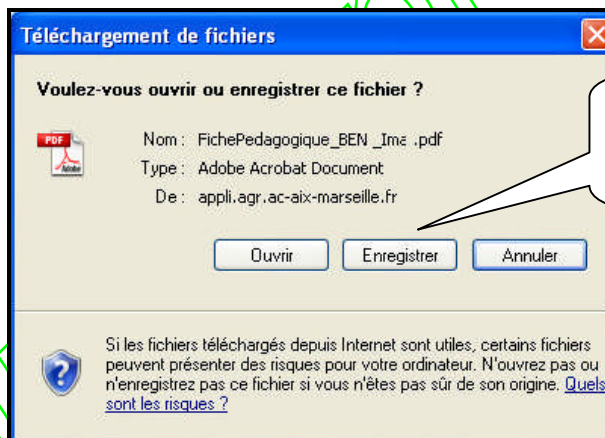 Téléchargement de fichiers
Voulez-vous ouvrir ou enregistrer ce fichier ?
PDF
Adobe
Nom : FichePedagogique_BEN _Ima .pdf
Type : Adobe Acrobat Document
De : appli.agr.ac-aix-marseille.fr
Ouvrir Enregistrer Annuler
Si les fichiers téléchargés depuis Internet sont utiles, certains fichiers
peuvent présenter des risques pour votre ordinateur. N'ouvrez pas ou
n'enregistrez pas ce fichier si vous n'êtes pas sûr de son origine. Quels
sont les risques ?